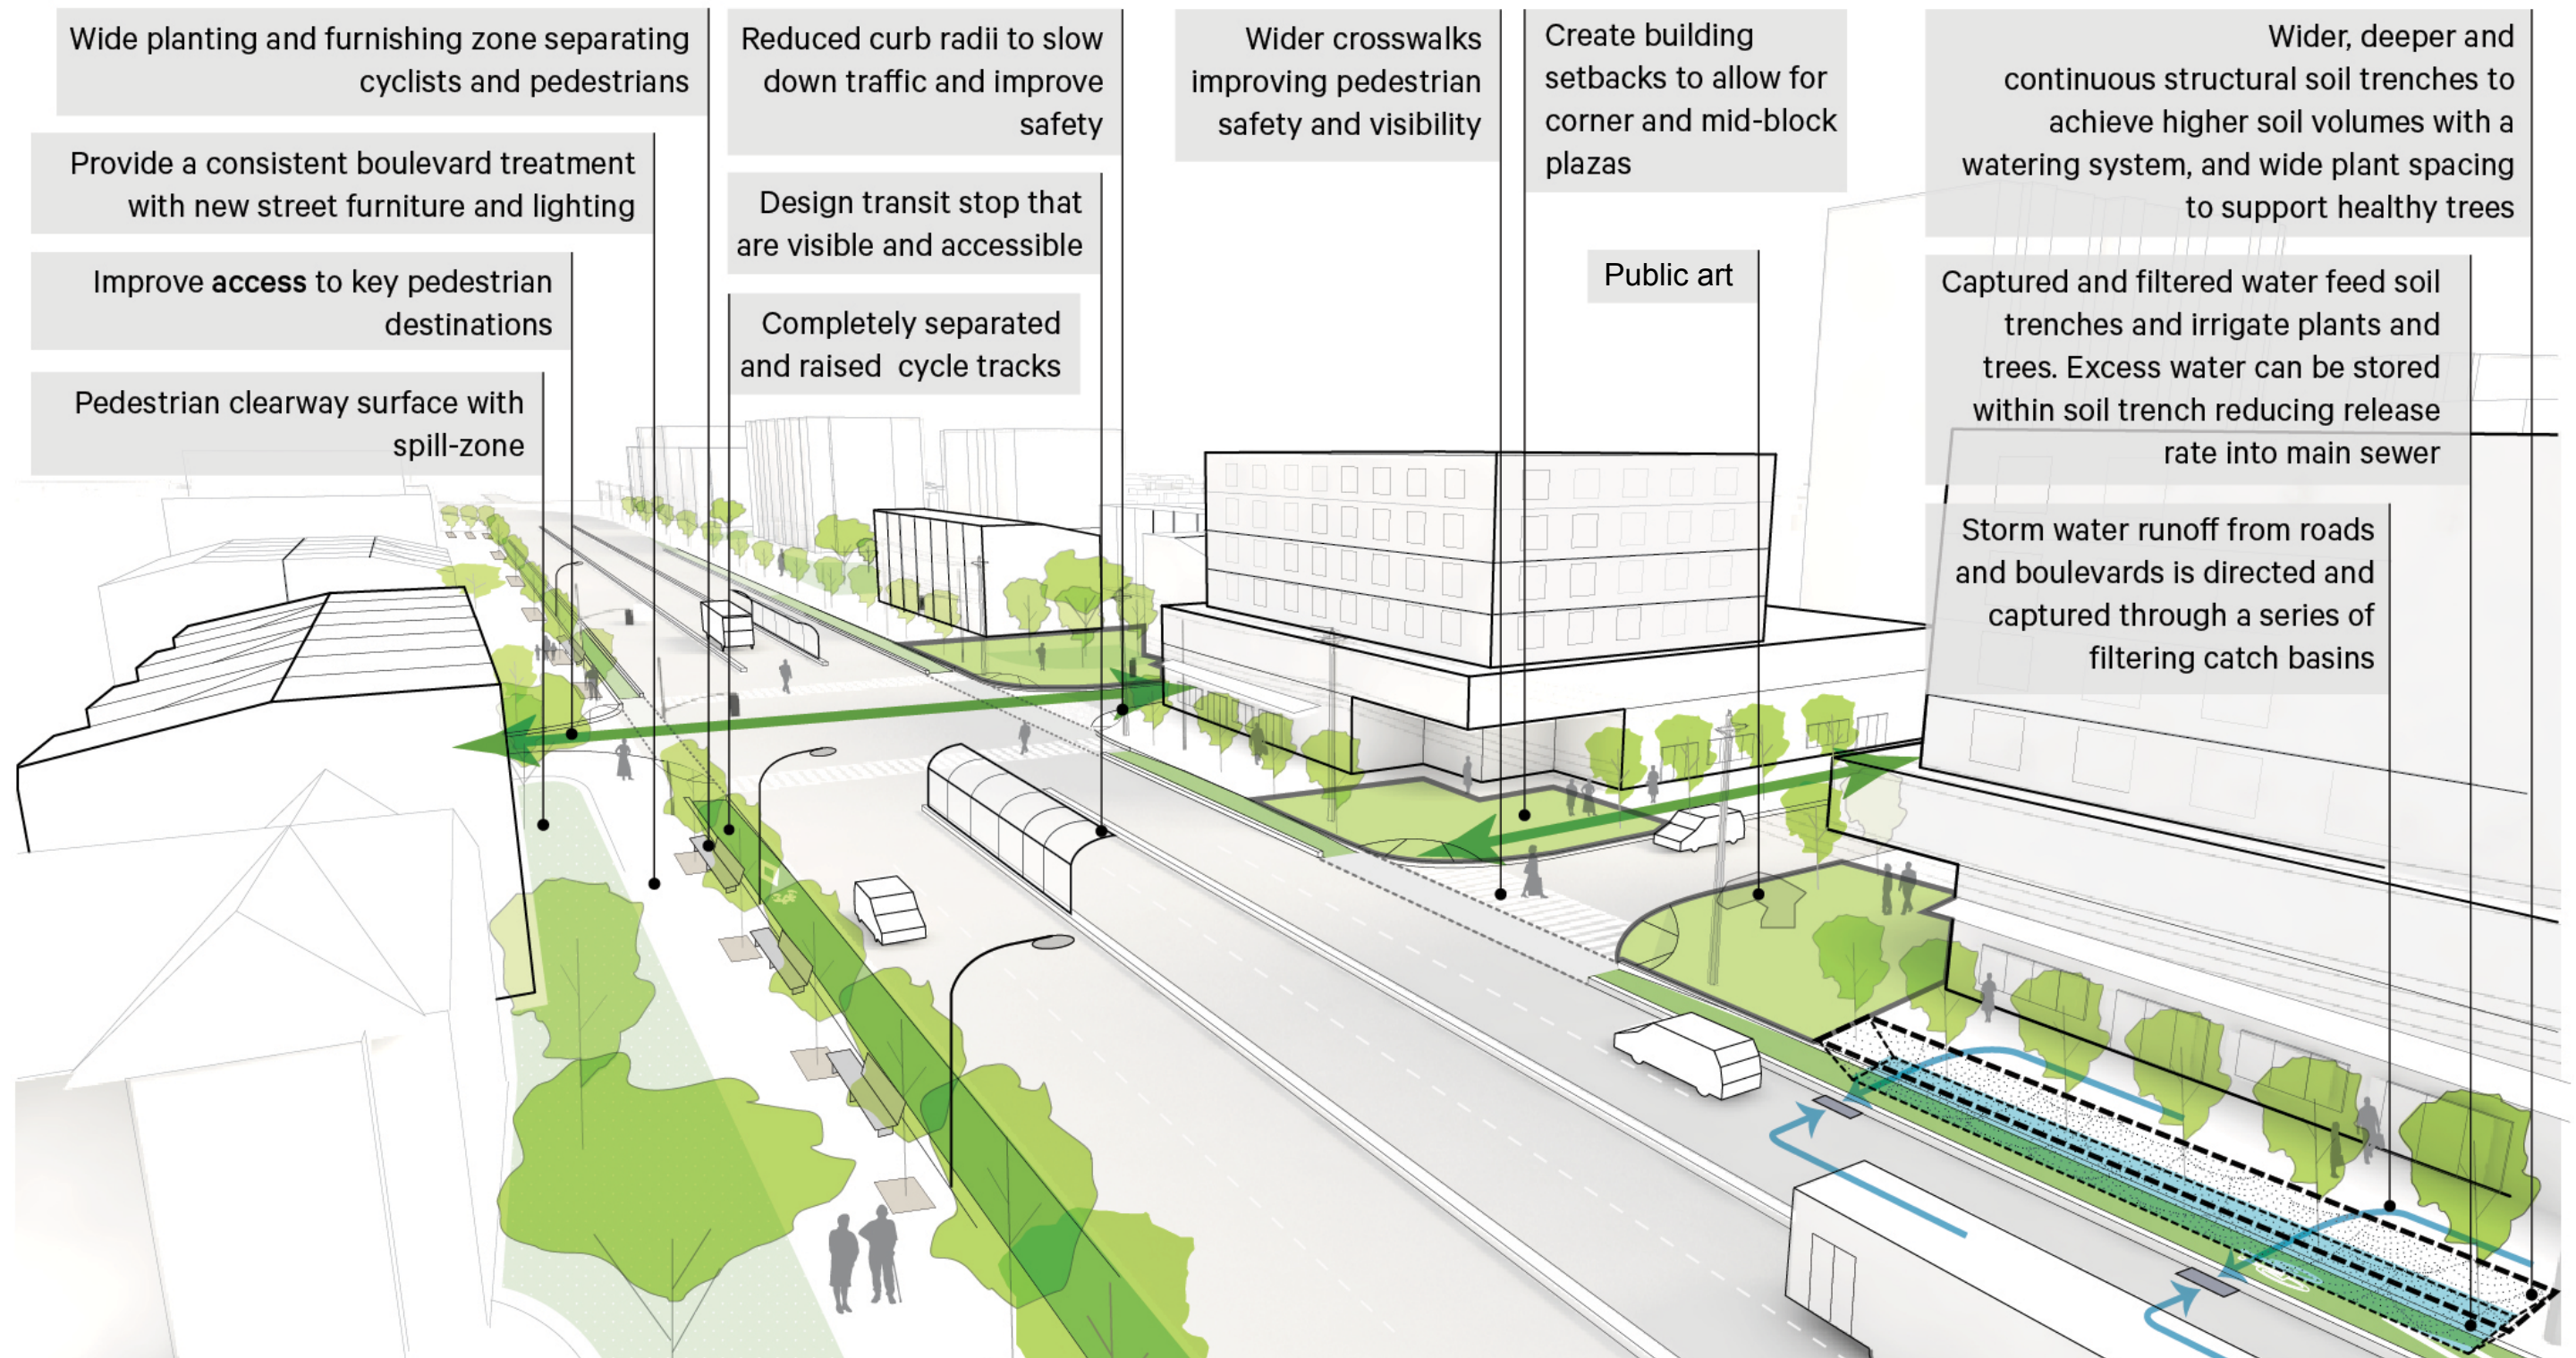 Wide planting and furnishing zone separating
cyclists and pedestrians
Provide a consistent boulevard treatment
with new street furniture and lighting
Improve access to key pedestrian
destinations
Pedestrian clearway surface with
spill-zone
Reduced curb radii to slow
down traffic and improve
safety
Design transit stop that
are visible and accessible
Completely separated
and raised cycle tracks
Wider crosswalks
improving pedestrian
safety and visibility
Create building
setbacks to allow for
corner and mid-block
plazas
Public art
Wider, deeper and
continuous structural soil trenches to
achieve higher soil volumes with a
watering system, and wide plant spacing
to support healthy trees
Captured and filtered water feed soil
trenches and irrigate plants and
trees. Excess water can be stored
within soil trench reducing release
rate into main sewer
Storm water runoff from roads
and boulevards is directed and
captured through a series of
filtering catch basins